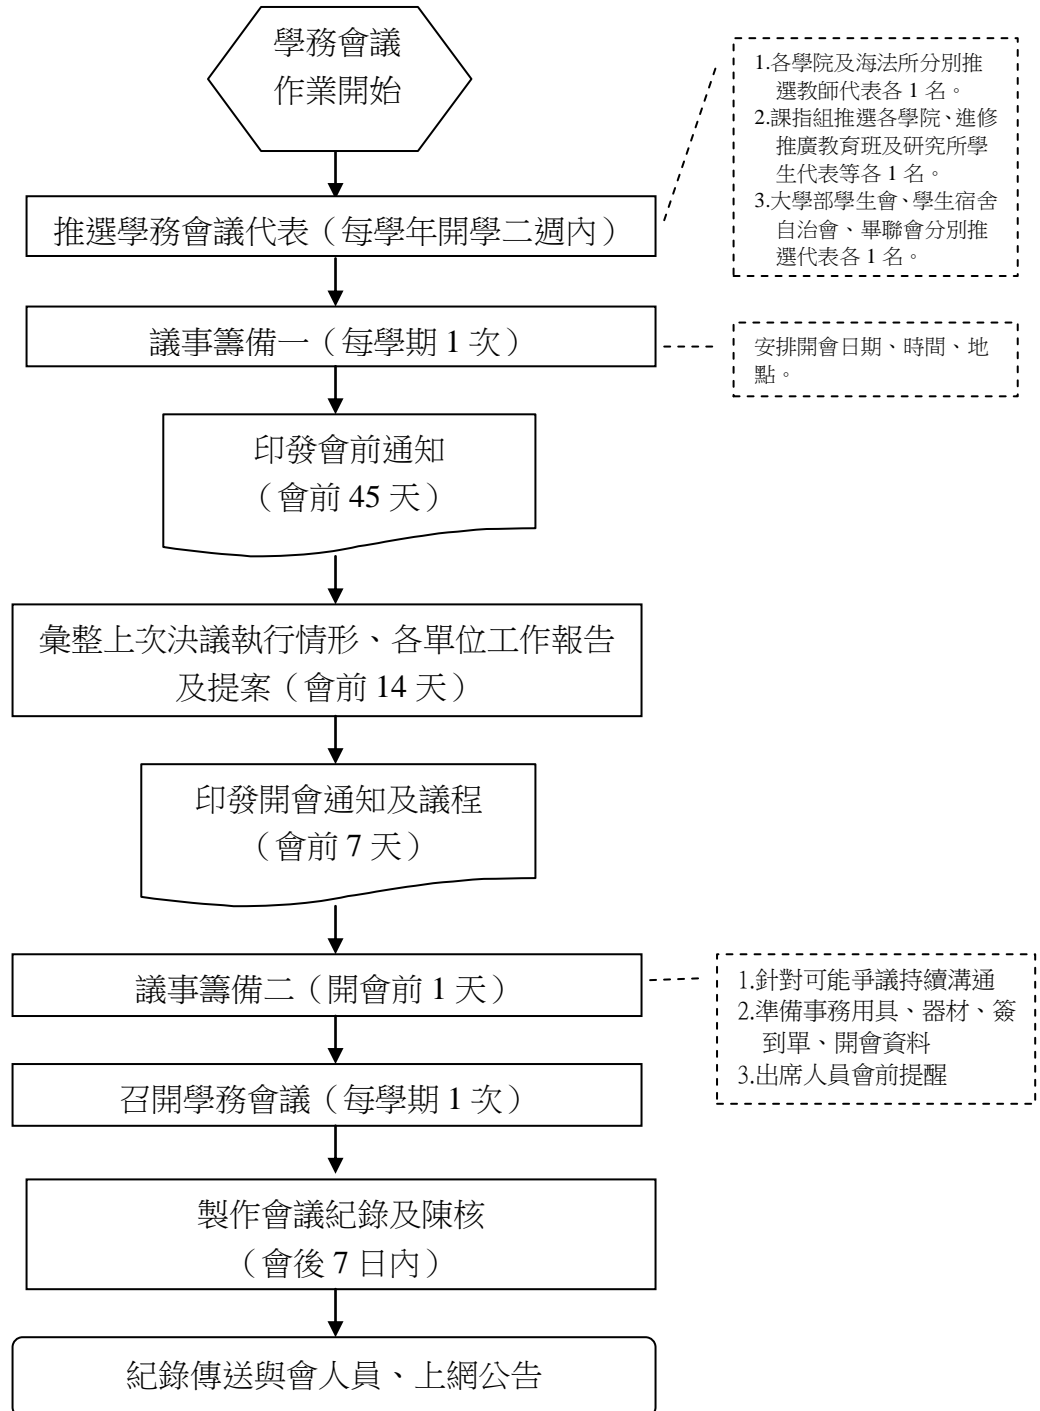 學務會議
作業開始
1.各學院及海法所分別推
選教師代表各 1 名。
2.課指組推選各學院、進修
推廣教育班及研究所學
生代表等各 1 名。
3.大學部學生會、學生宿舍
自治會、畢聯會分別推
選代表各 1 名。
推選學務會議代表（每學年開學二週內）
議事籌備一（每學期 1 次）
安排開會日期、時間、地
點。
印發會前通知
（會前 45 天）
彙整上次決議執行情形、各單位工作報告
及提案（會前 14 天）
印發開會通知及議程
（會前 7 天）
議事籌備二（開會前 1 天）
1.針對可能爭議持續溝通
2.準備事務用具、器材、簽
到單、開會資料
3.出席人員會前提醒
召開學務會議（每學期 1 次）
製作會議紀錄及陳核
（會後 7 日內）
紀錄傳送與會人員、上網公告